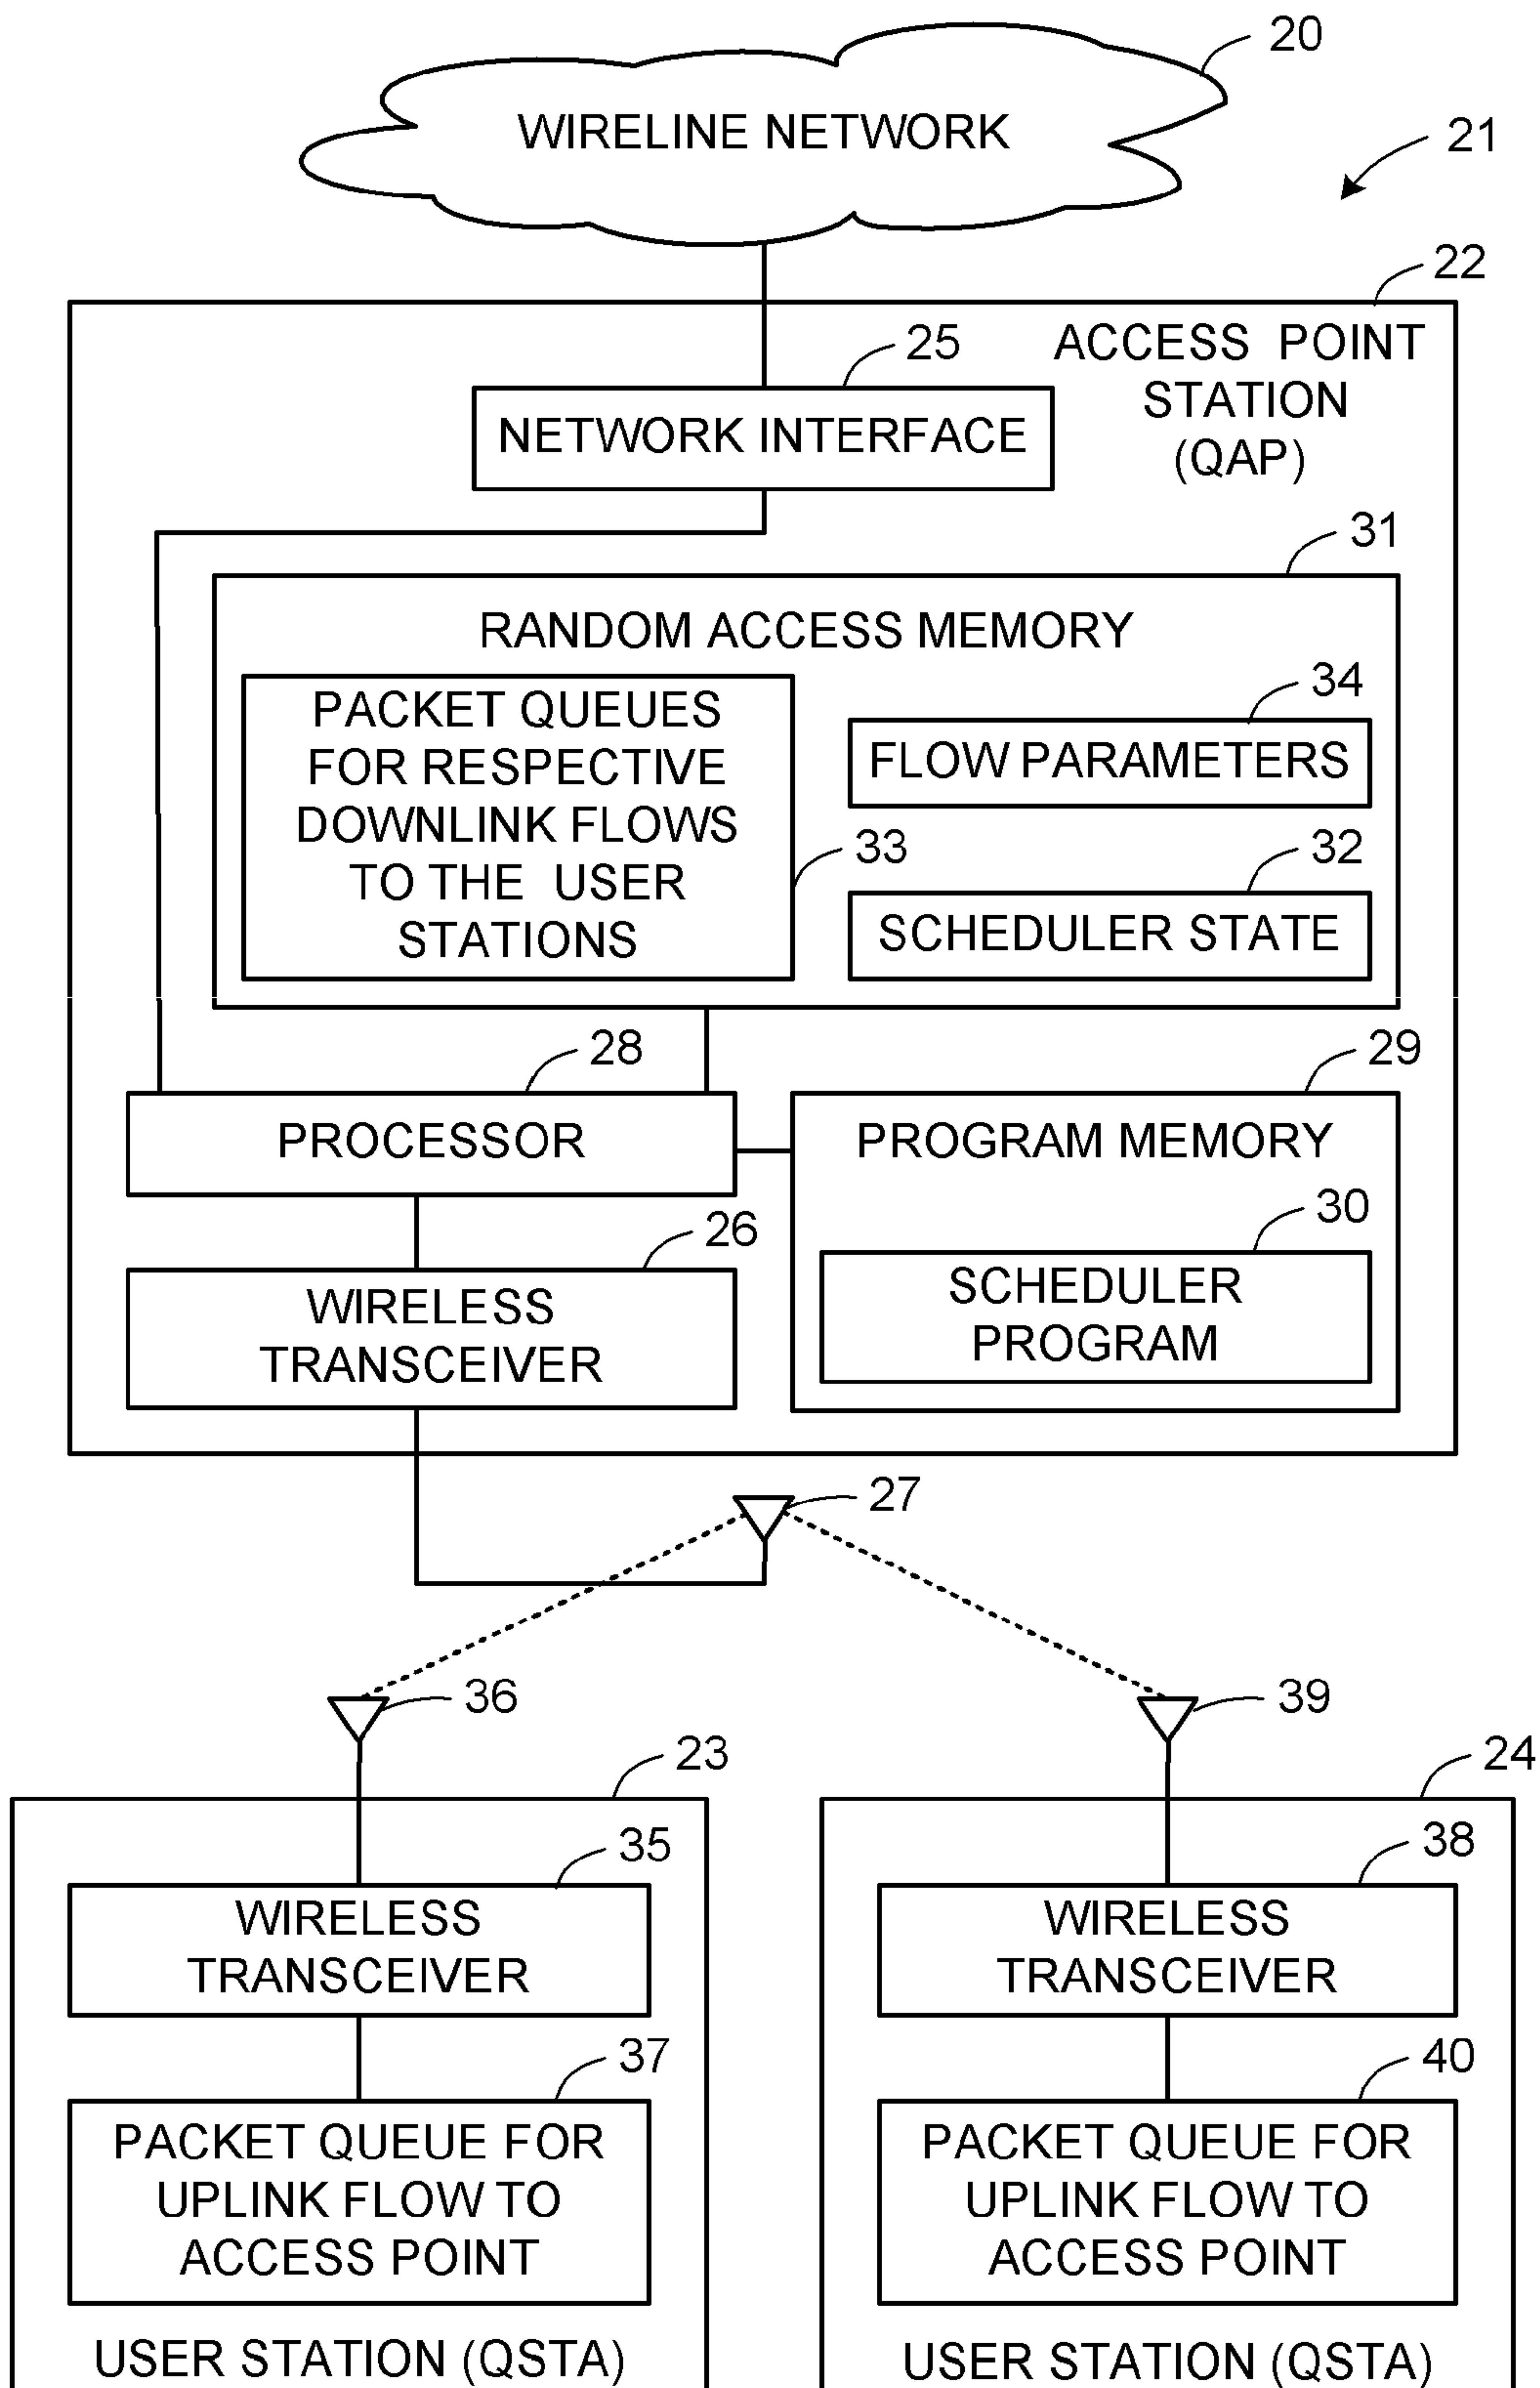 20
WIRELINE NETWORK
21
22
ACCESS POINT
STATION
(QAP)
25
NETWORK INTERFACE
31
RANDOM ACCESS MEMORY
PACKET QUEUES
FOR RESPECTIVE
DOWNLINK FLOWS
TO THE USER
STATIONS
33
34
FLOW PARAMETERS
32
SCHEDULER STATE
28
PROCESSOR
29
PROGRAM MEMORY
30
SCHEDULER
PROGRAM
26
WIRELESS
TRANSCEIVER
27
36
39
23
35
WIRELESS
TRANSCEIVER
37
PACKET QUEUE FOR
UPLINK FLOW TO
ACCESS POINT
USER STATION (QSTA)
24
38
WIRELESS
TRANSCEIVER
40
PACKET QUEUE FOR
UPLINK FLOW TO
ACCESS POINT
USER STATION (QSTA)